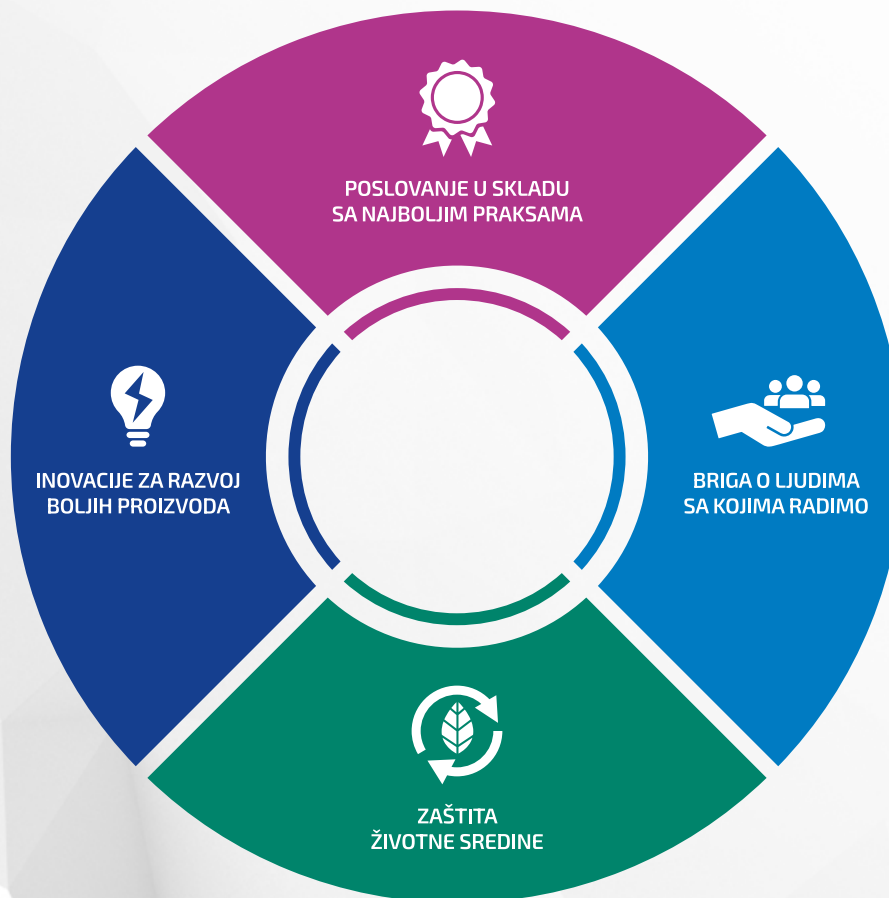 POSLOVANJE U SKLADU
SA NAJBOLJIM PRAKSAMA
INOVACIJE ZA RAZVOJ
BOLJIH PROIZVODA
BRIGA O LJUDIMA
SA KOJIMA RADIMO
ZAŠTITA
ŽIVOTNE SREDINE